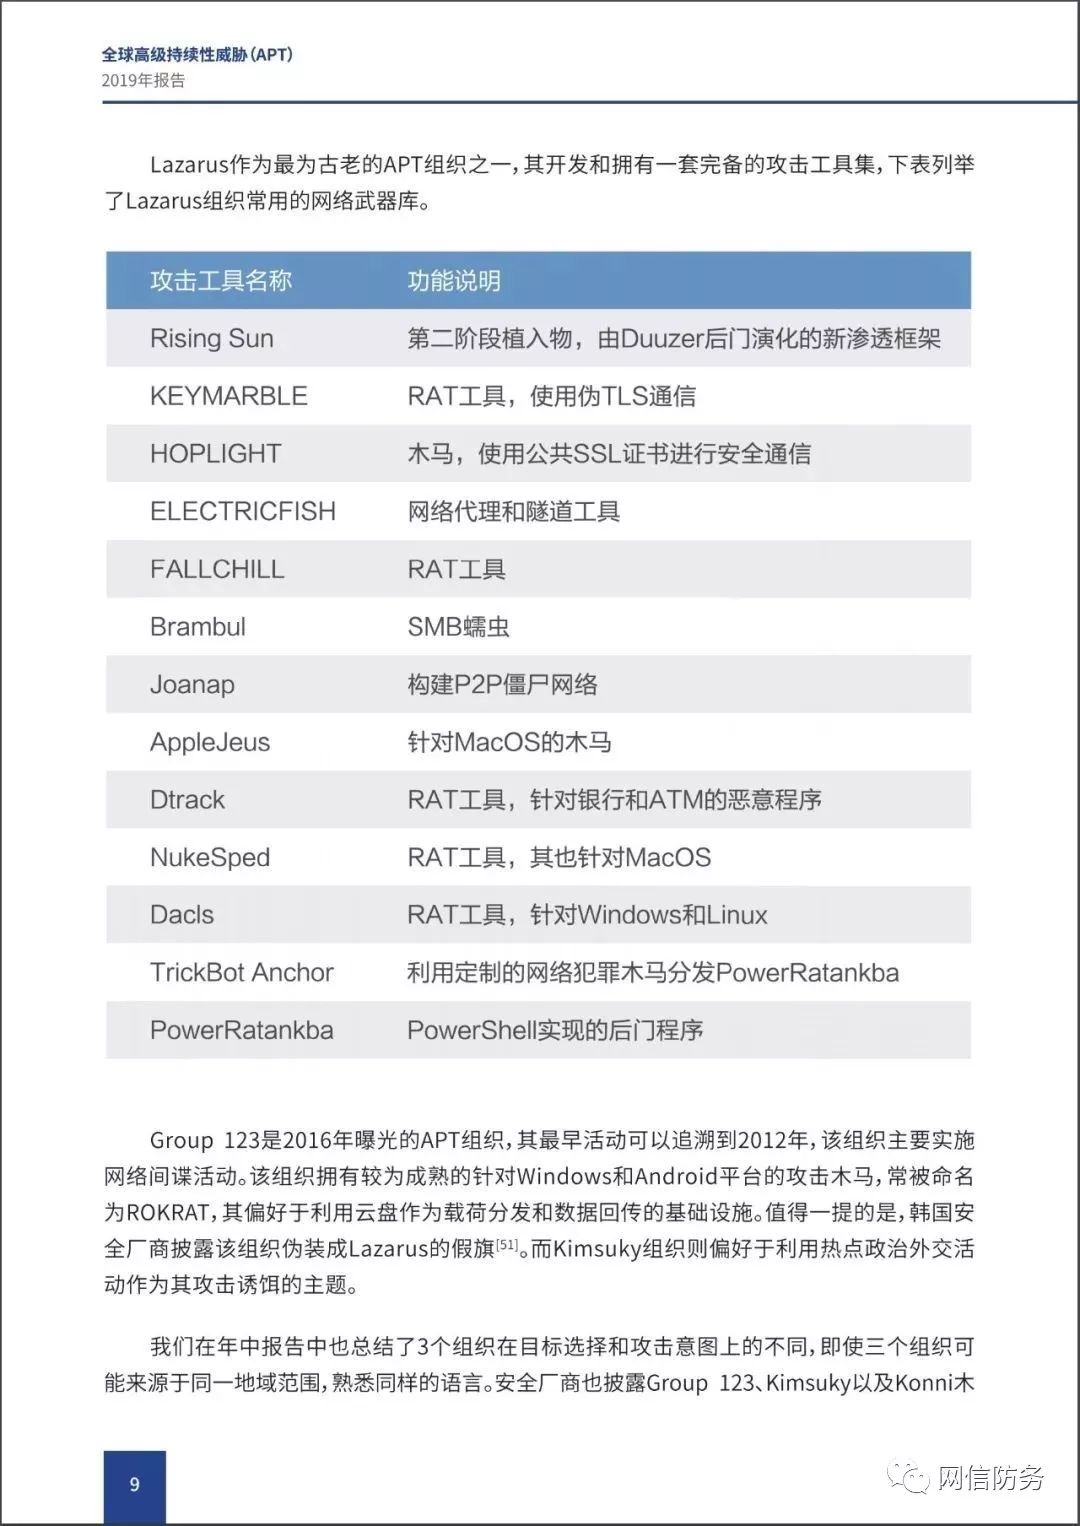 全球高级持续性威胁(APT)
2019年报告
Lazarus作为最为古老的APT组织之一,其开发和拥有一套完备的攻击工具集,下表列举
了Lazarus组织常用的网络武器库。
攻击工具名称 功能说明
Rising Sun 第二阶段植入物，由Duuzer后门演化的新渗透框架
KEYMARBLE RAT工具，使用伪TLS通信
HOPLIGHT 木马，使用公共SSL证书进行安全通信
ELECTRICFISH 网络代理和隧道工具
FALLCHILL RAT工具
Brambul SMB蠕虫
Joanap 构建P2P僵尸网络
AppleJeus 针对MacOS的木马
Dtrack RAT工具，针对银行和ATM的恶意程序
NukeSped RAT工具，其也针对MacOS
Dacls RAT工具，针对Windows和Linux
TrickBot Anchor 利用定制的网络犯罪木马分发PowerRatankba
PowerRatankba PowerShell实现的后门程序
Group 123是2016年曝光的APT组织,其最早活动可以追溯到2012年,该组织主要实施
网络间谍活动。该组织拥有较为成熟的针对Windows和Android平台的攻击木马,常被命名
为ROKRAT,其偏好于利用云盘作为载荷分发和数据回传的基础设施。值得一提的是,韩国安
全厂商披露该组织伪装成Lazarus的假旗[51]。而Kimsuky组织则偏好于利用热点政治外交活
动作为其攻击诱饵的主题。
我们在年中报告中也总结了3个组织在目标选择和攻击意图上的不同,即使三个组织可
能来源于同一地域范围,熟悉同样的语言。安全厂商也披露Group 123、Kimsuky以及Konni木
9
网信防务